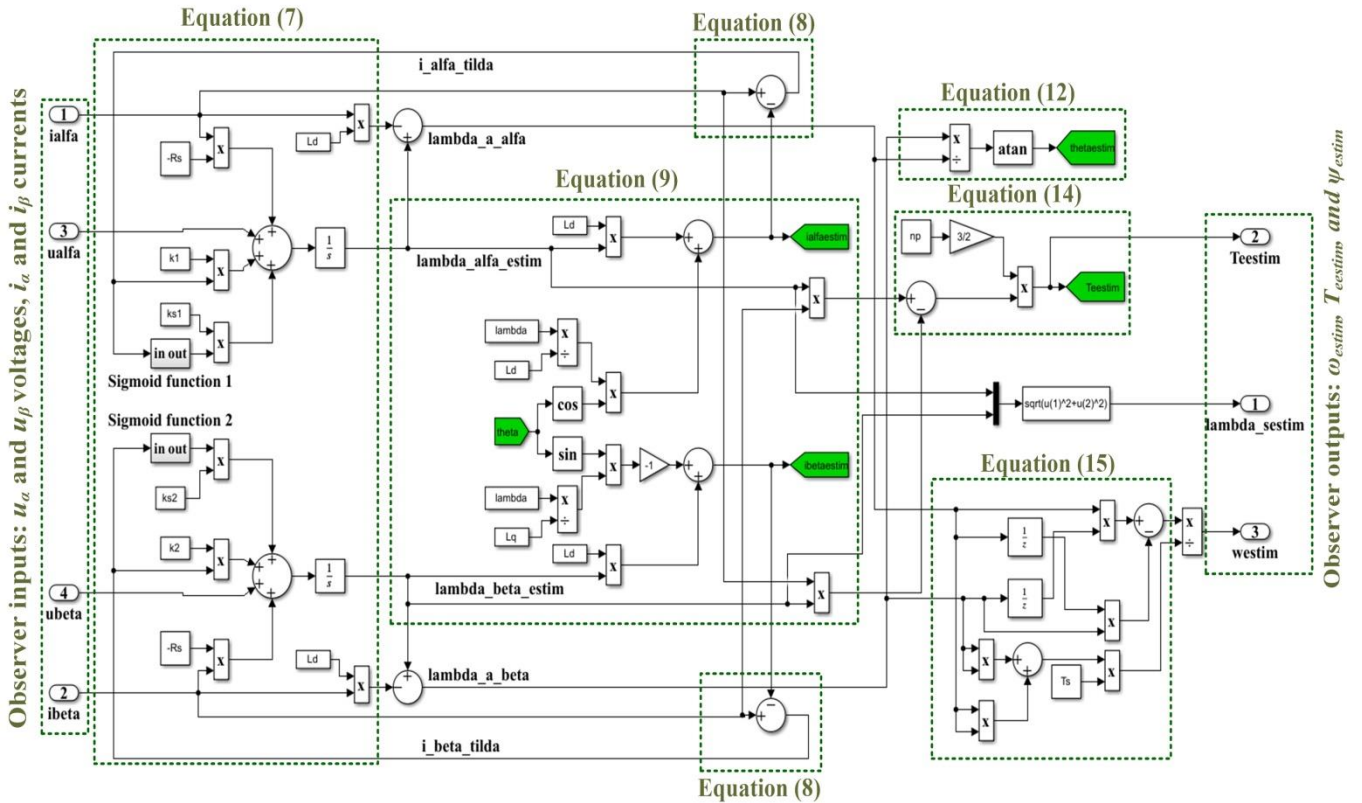 Observer inputs: uα and uβ voltages, iα and iβ currents
Equation (7)
Equation (8)
i_alfa_tilda
1
ialfa
-Rs
x
Ld
x
lambda_a_alfa
Equation (12)
x
÷
atan
thetaestim
3
ualfa
k1
x
1
s
lambda_alfa_estim
ks1
x
in out
Sigmoid function 1
Equation (9)
Ld
x
ialfaestim
lambda
x
÷
Ld
x
cos
theta
sin
x
-1
ibetaestim
lambda
x
÷
Lq
Ld
x
x
x
Equation (14)
np
3/2
x
Teestim
2
Teestim
sqrt(u(1)^2+u(2)^2)
1
lambda_sestim
Sigmoid function 2
in out
x
ks2
k2
x
1
s
lambda_beta_estim
4
ubeta
-Rs
x
Ld
x
lambda_a_beta
2
ibeta
i_beta_tilda
Equation (8)
Equation (15)
1
z
x
x
÷
3
westim
1
z
x
x
Ts
x
x
Observer outputs: ωestim, Teestim, and ψestim